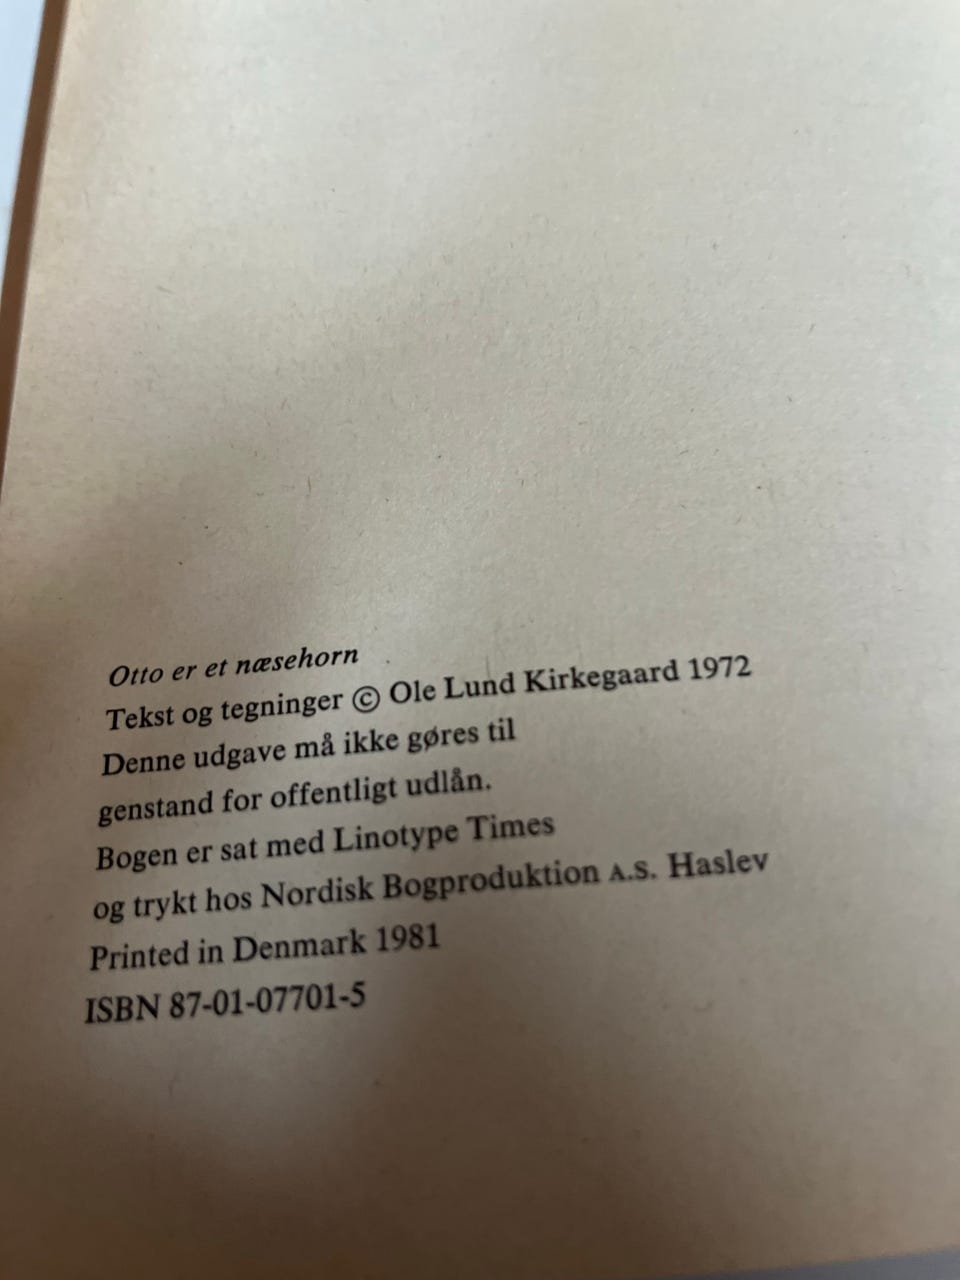 Otto er et næsehorn
Tekst og tegninger © Ole Lund Kirkegaard 1972
Denne udgave må ikke gøres til
genstand for offentligt udlån.
Bogen er sat med Linotype Times
og trykt hos Nordisk Bogproduktion A.S. Haslev
Printed in Denmark 1981
ISBN 87-01-07701-5